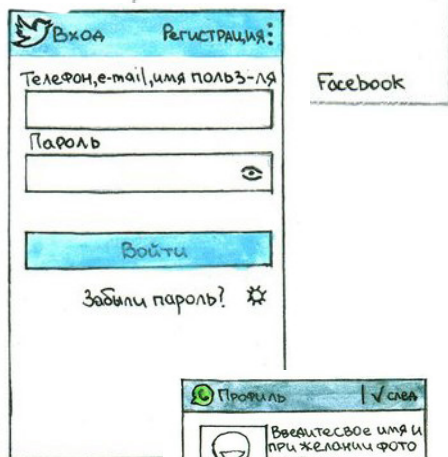 Вход Регистрация
Телефон, e-mail, имя польз-ля
Пароль
Войти
Забыли пароль?
Facebook
Профиль | √ след
Введите свое имя и
при желании фото